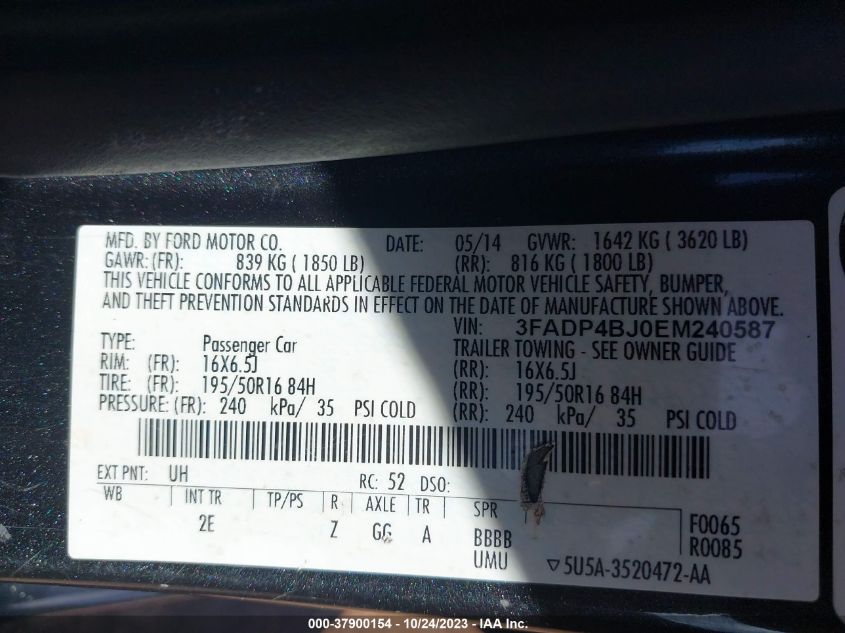 MFD. BY FORD MOTOR CO. DATE: 05/14 GVWR: 1642 KG ( 3620 LB)
GAWR: (FR): 839 KG ( 1850 LB) (RR): 816 KG ( 1800 LB)
THIS VEHICLE CONFORMS TO ALL APPLICABLE FEDERAL MOTOR VEHICLE SAFETY, BUMPER,
AND THEFT PREVENTION STANDARDS IN EFFECT ON THE DATE OF MANUFACTURE SHOWN ABOVE.
VIN: 3FADP4BJ0EM240587
TYPE: Passenger Car TRAILER TOWING - SEE OWNER GUIDE
RIM: (FR): 16X6.5J (RR): 16X6.5J
TIRE: (FR): 195/50R16 84H (RR): 195/50R16 84H
PRESSURE: (FR): 240 kPa/ 35 PSI COLD (RR): 240 kPa/ 35 PSI COLD
EXT PNT: UH RC: 52 DSO:
WB INT TR TP/PS R AXLE TR SPR
2E Z GG A BBBB F0065
UMU R0085
▽5U5A-3520472-AA
000-37900154 - 10/24/2023 - IAA Inc.